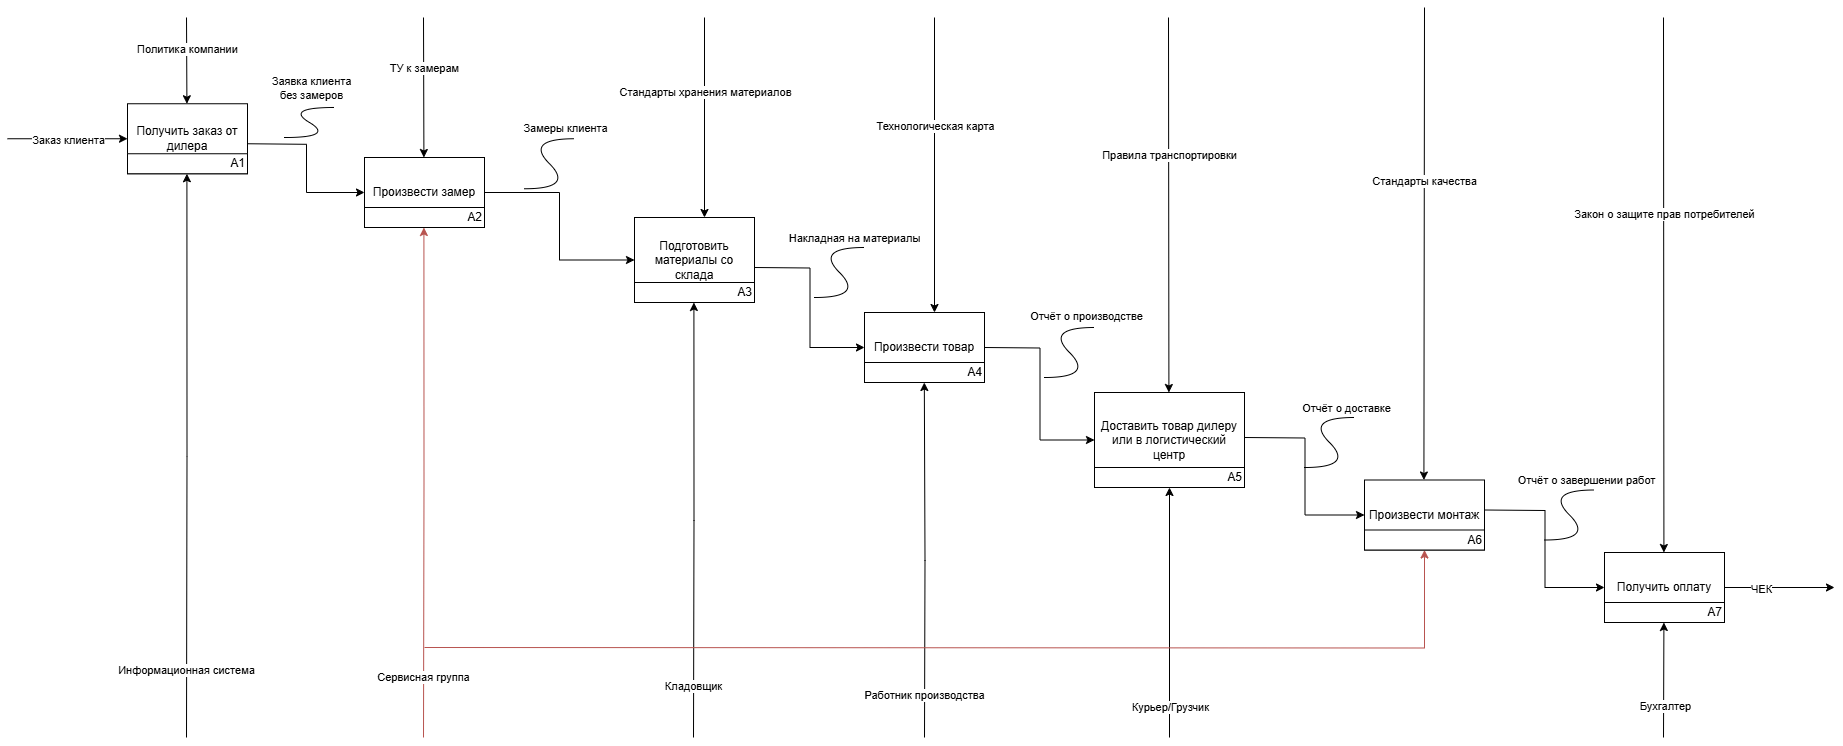 Политика компании
ТУ к замерам
Заявка клиента
без замеров
Стандарты хранения материалов
Заказ клиента
Получить заказ от
дилера
A1
Замеры клиента
Технологическая карта
Правила транспортировки
Стандарты качества
Закон о защите прав потребителей
Произвести замер
A2
Накладная на материалы
Подготовить
материалы со
склада
A3
Отчёт о производстве
Произвести товар
A4
Отчёт о доставке
Доставить товар дилеру
или в логистический
центр
A5
Отчёт о завершении работ
Произвести монтаж
A6
Получить оплату
A7
ЧЕК
Информационная система
Сервисная группа
Кладовщик
Работник производства
Курьер/Грузчик
Бухгалтер